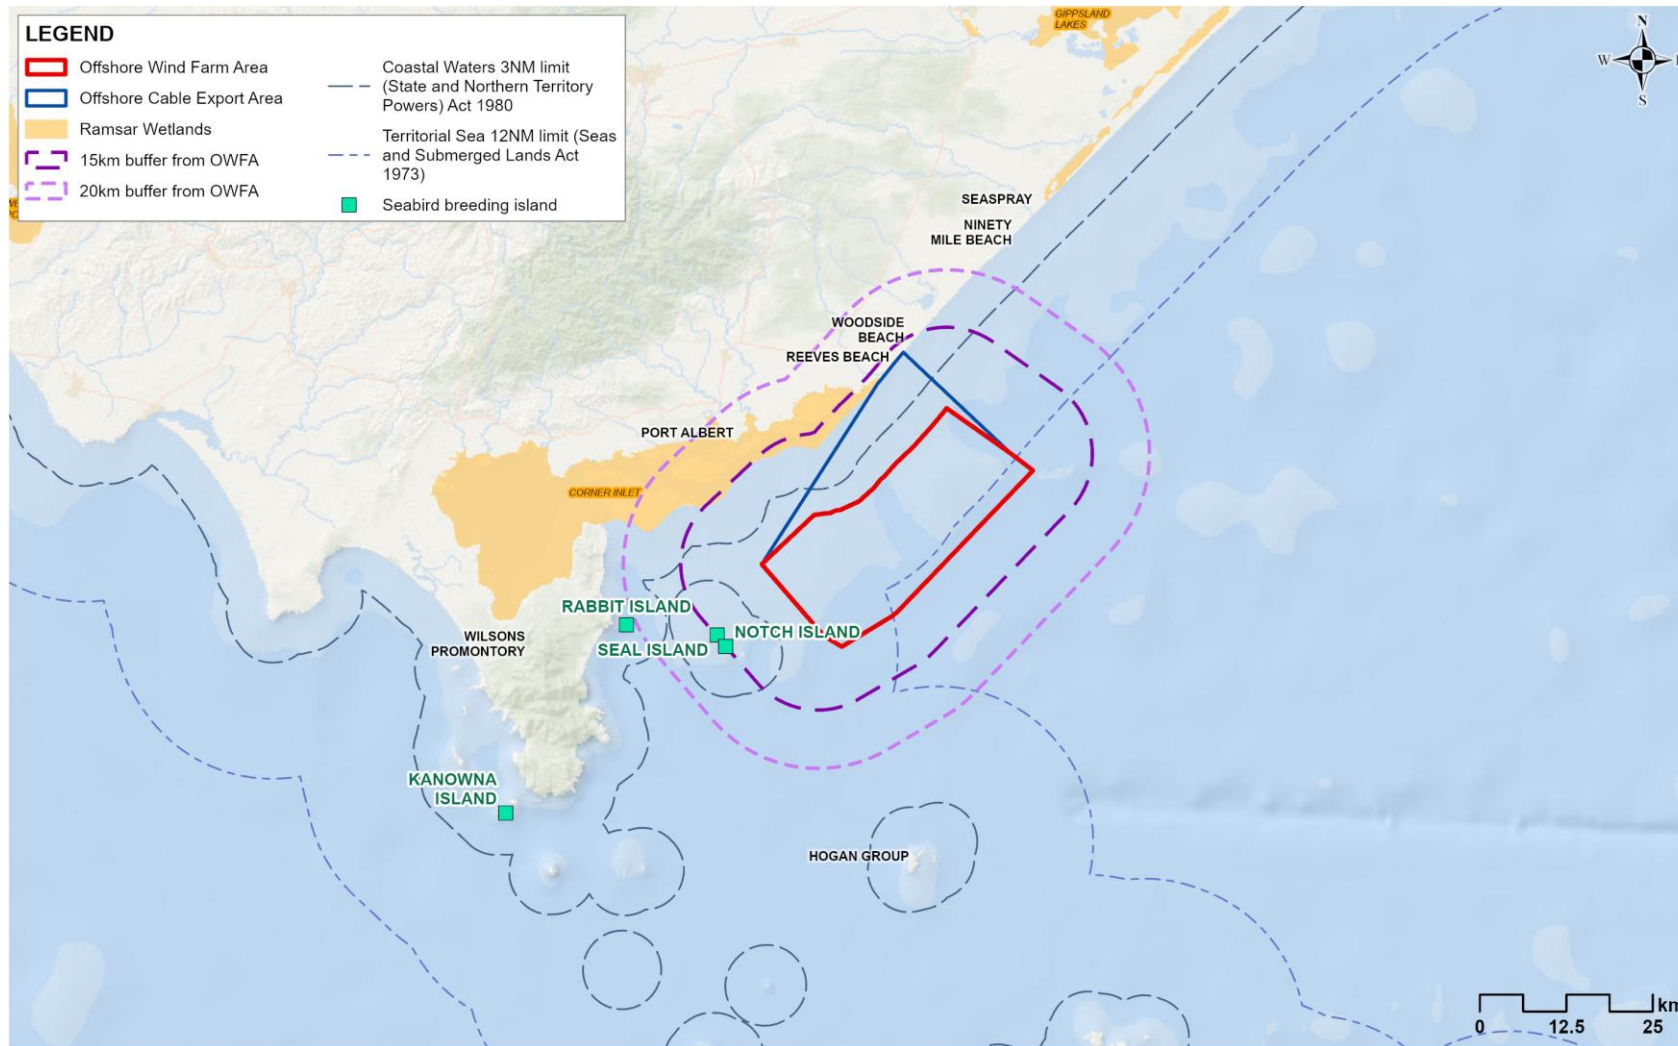 LEGEND
Offshore Wind Farm Area
Offshore Cable Export Area
Ramsar Wetlands
15km buffer from OWFA
20km buffer from OWFA
Coastal Waters 3NM limit
(State and Northern Territory
Powers) Act 1980
Territorial Sea 12NM limit (Seas
and Submerged Lands Act
1973)
Seabird breeding island
GIPPSLAND
LAKES
N
W
S
SEASPRAY
NINETY
MILE BEACH
WOODSIDE
BEACH
REEVES BEACH
PORT ALBERT
CORNER INLET
RABBIT ISLAND
NOTCH ISLAND
SEAL ISLAND
WILSONS
PROMONTORY
KANOWNA
ISLAND
HOGAN GROUP
km
0 12.5 25